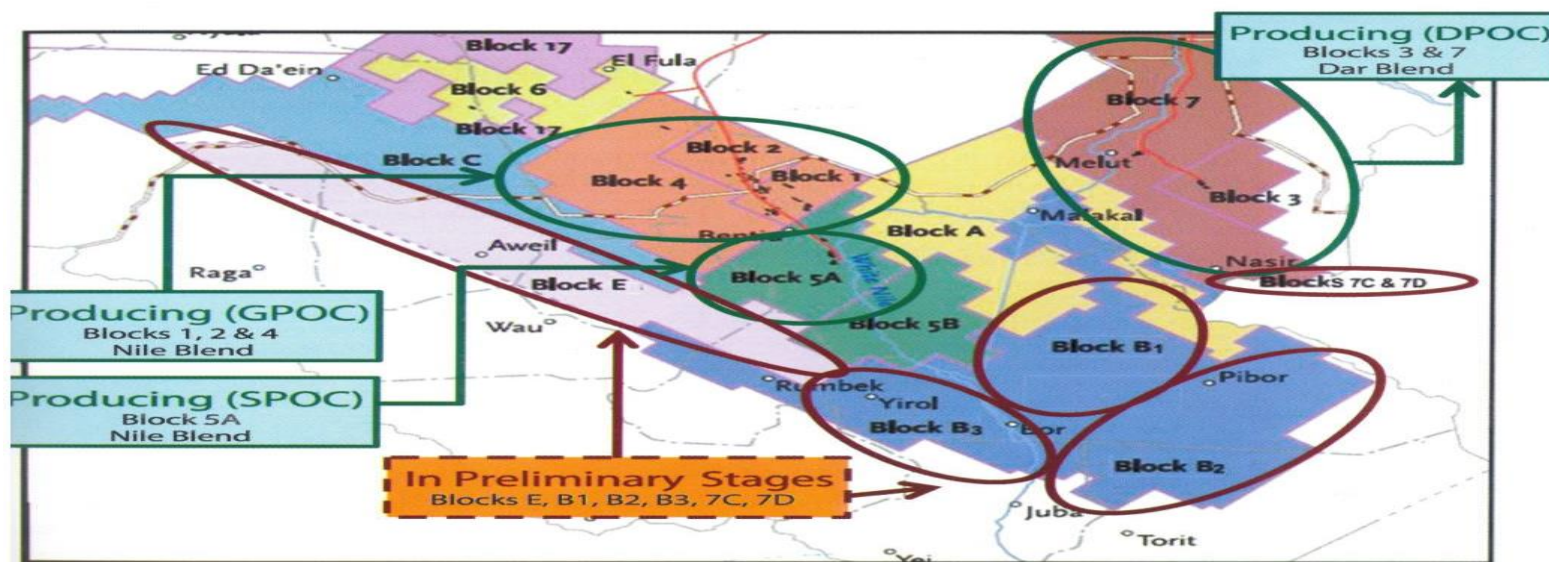 Producing (DPOC)
Blocks 3 & 7
Dar Blend
Block 17
Ed Da'ein
El Fula
Block 6
Block 7
Block 17
Block 2
Block C
Melut
Block 1
Block 4
Block 3
Malakal
Bentiu
Block A
Aweil
Nasir
Raga
Block 5A
White Nile
Block E
BlockS 7C & 7D
Producing (GPOC)
Blocks 1, 2 & 4
Nile Blend
Wau
Block 5B
Block B1
Rumbek
Pibor
Producing (SPOC)
Block 5A
Nile Blend
Yirol
Block B3
Bor
Block B2
In Preliminary Stages
Blocks E, B1, B2, B3, 7C, 7D
Juba
Torit
Yei